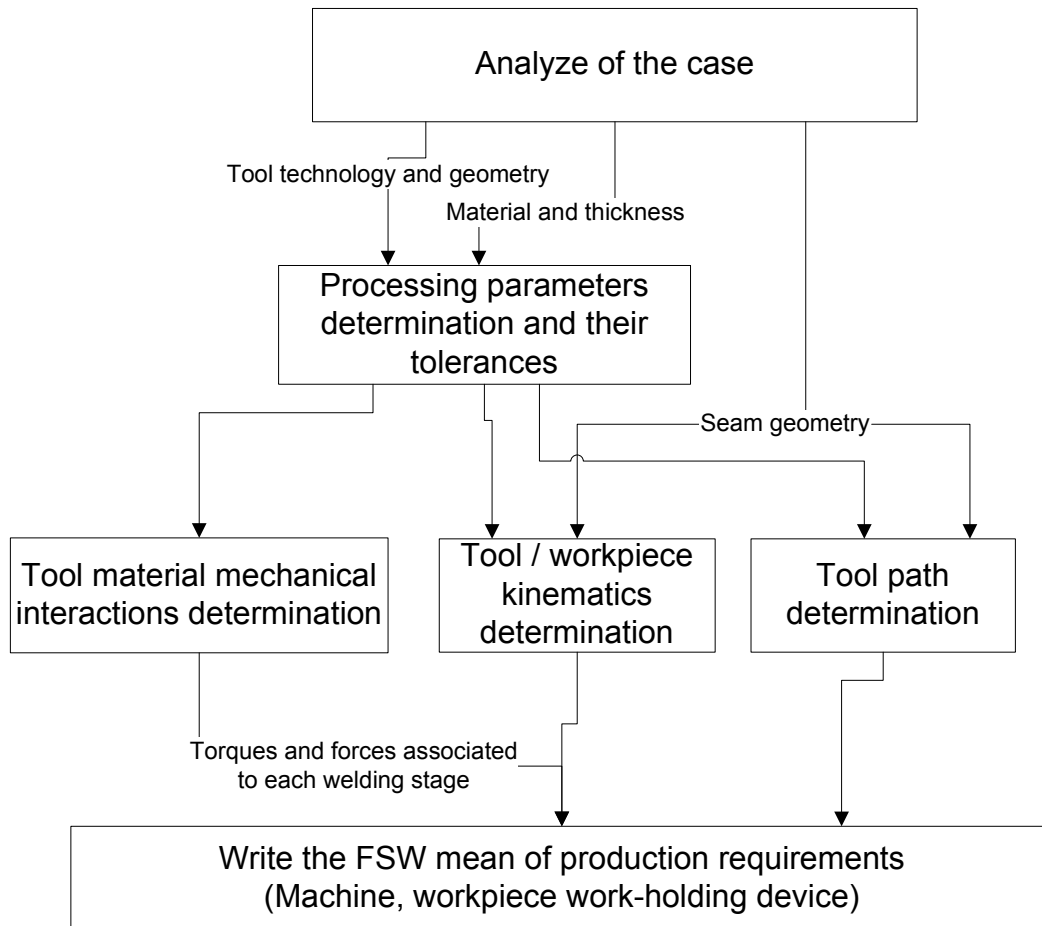 Analyze of the case
Tool technology and geometry
Material and thickness
Processing parameters
determination and their
tolerances
Seam geometry
Tool material mechanical
interactions determination
Tool / workpiece
kinematics
determination
Tool path
determination
Torques and forces associated
to each welding stage
Write the FSW mean of production requirements
(Machine, workpiece work-holding device)